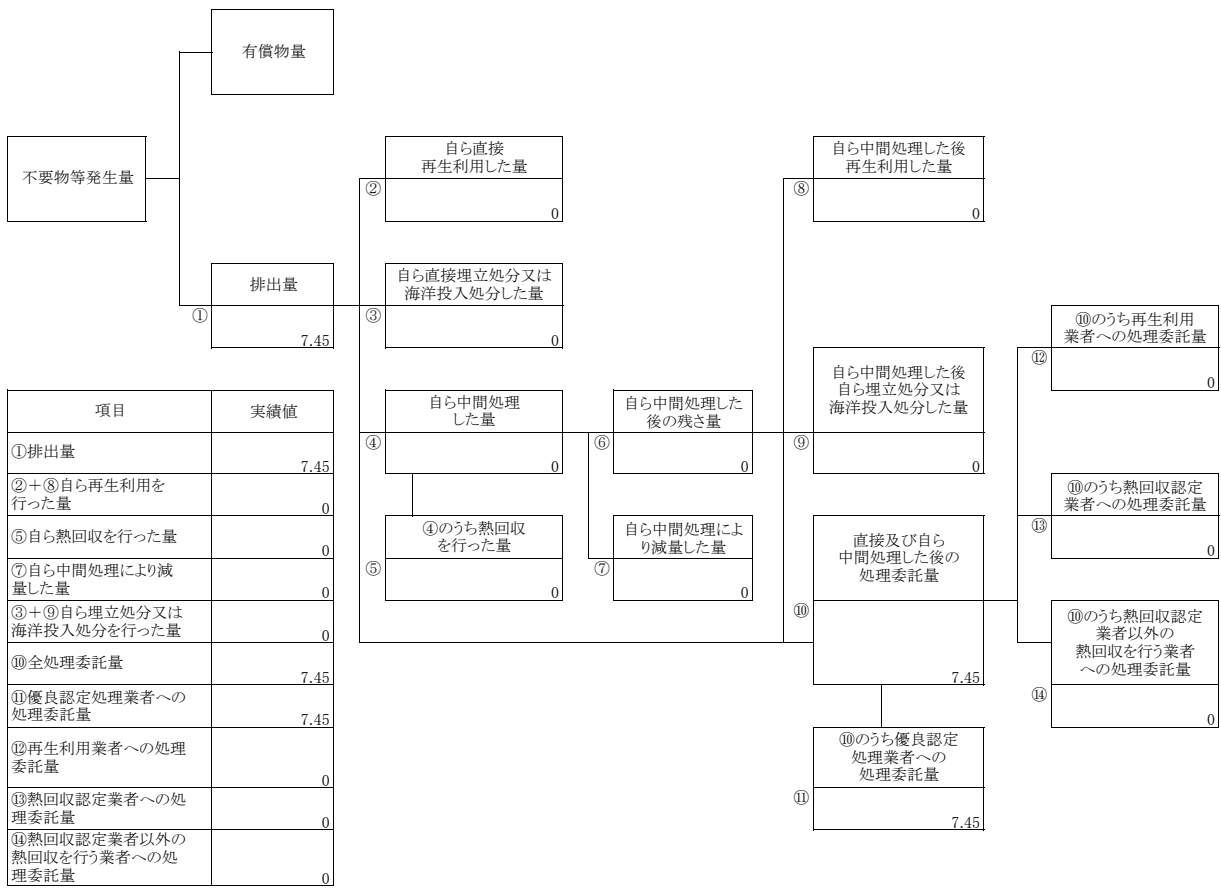 有償物量
不要物等発生量
自ら直接
再生利用した量
②
0
自ら中間処理した後
再生利用した量
⑧
0
排出量
①
7.45
自ら直接埋立処分又は
海洋投入処分した量
③
0
⑩のうち再生利用
業者への処理委託量
⑫
0
自ら中間処理
した量
④
0
自ら中間処理した
後の残さ量
⑥
0
自ら中間処理した後
自ら埋立処分又は
海洋投入処分した量
⑨
0
⑩のうち熱回収認定
業者への処理委託量
⑬
0
④のうち熱回収
を行った量
⑤
0
自ら中間処理によ
り減量した量
⑦
0
直接及び自ら
中間処理した後の
処理委託量
⑩
7.45
⑩のうち熱回収認定
業者以外の
熱回収を行う業者
への処理委託量
⑭
0
⑩のうち優良認定
処理業者への
処理委託量
⑪
7.45
項目 実績値
①排出量
7.45
②＋⑧自ら再生利用を
行った量
0
⑤自ら熱回収を行った量
0
⑦自ら中間処理により減
量した量
0
③＋⑨自ら埋立処分又は
海洋投入処分を行った量
0
⑩全処理委託量
7.45
⑪優良認定処理業者への
処理委託量
7.45
⑫再生利用業者への処理
委託量
0
⑬熱回収認定業者への処
理委託量
0
⑭熱回収認定業者以外の
熱回収を行う業者への処
理委託量
0